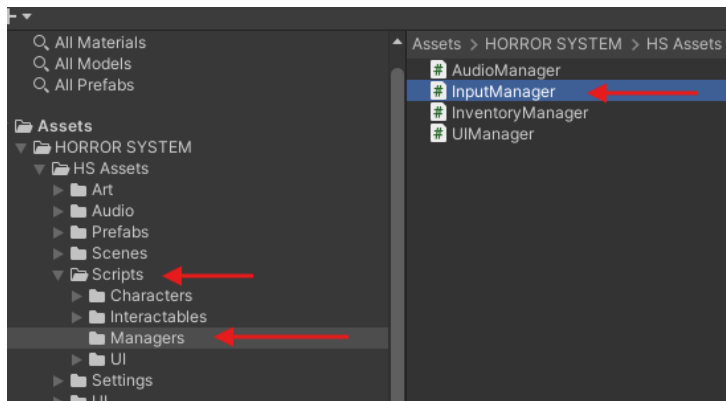 All Materials
All Models
All Prefabs
Assets
HORROR SYSTEM
HS Assets
Art
Audio
Prefabs
Scenes
Scripts
Characters
Interactables
Managers
UI
Settings
UI
Assets > HORROR SYSTEM > HS Assets
# AudioManager
# InputManager
# InventoryManager
# UIManager